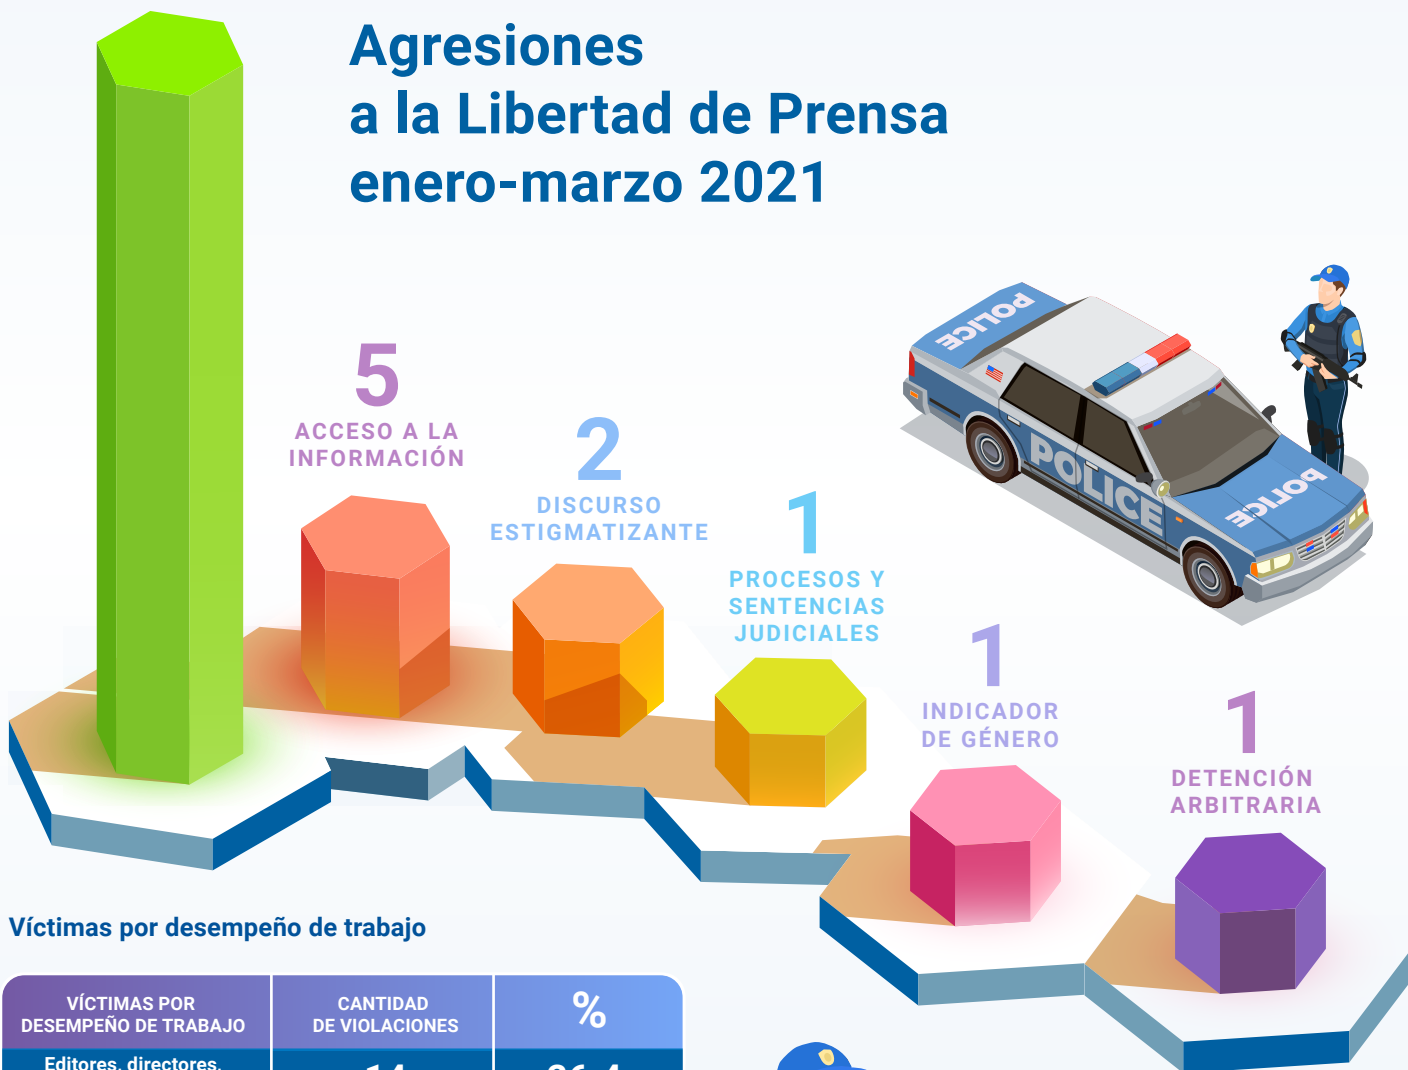 Agresiones
a la Libertad de Prensa
enero-marzo 2021
5
ACCESO A LA
INFORMACIÓN
2
DISCURSO
ESTIGMATIZANTE
1
PROCESOS Y
SENTENCIAS
JUDICIALES
1
INDICADOR
DE GÉNERO
1
DETENCIÓN
ARBITRARIA
POLICE
POLICE
POLICE
Víctimas por desempeño de trabajo
VÍCTIMAS POR
DESEMPEÑO DE TRABAJO
CANTIDAD
DE VIOLACIONES
%
Editores, directores,